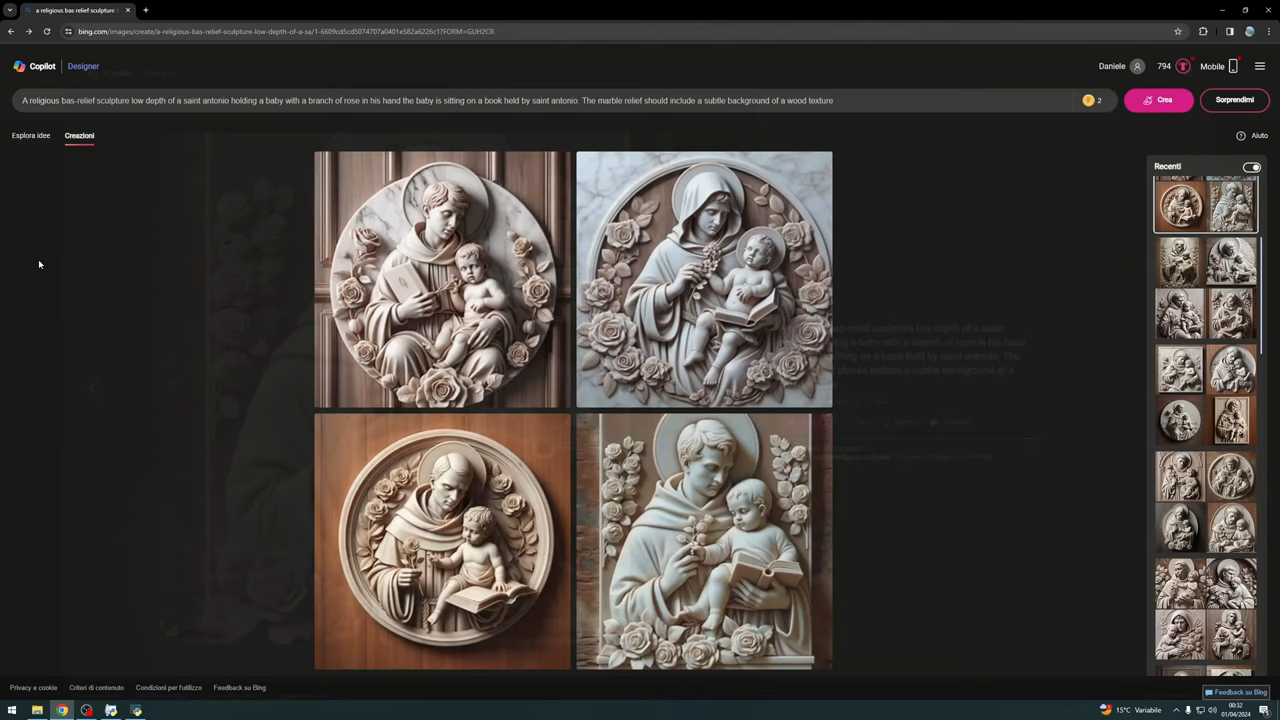 a religious bas relief sculpture
bing.com/images/create/a-religious-bas-relief-sculpture-low-depth-of-a-sa/1-6609cd5cd5074707a0401e582a6226c1?FORM=GUH2CR
Copilot | Designer
Daniele
794
Mobile
A religious bas-relief sculpture low depth of a saint antonio holding a baby with a branch of rose in his hand the baby is sitting on a book held by saint antonio. The marble relief should include a subtle background of a wood texture
2
Crea
Sorprendimi
Esplora idee
Creazioni
Aiuto
Recenti
Privacy e cookie
Criteri di contenuto
Condizioni per l'utilizzo
Feedback su Bing
Feedback su Bing
15°C Variabile
00:32
01/04/2024